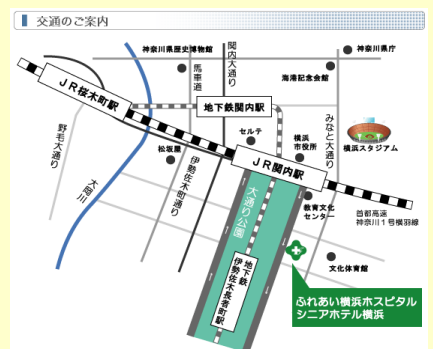 交通のご案内
神奈川県歴史博物館
関内大通り
神奈川県庁
馬車道
海港記念会館
JR桜木町駅
地下鉄関内駅
みなと大通り
野毛大通り
セルテ
横浜
市役所
横浜スタジアム
松坂屋
JR関内駅
大岡川
伊勢佐木町通り
大通り公園
教育文化
センター
首都高速
神奈川1号横羽線
地下鉄
伊勢佐木長者町駅
文化体育館
ふれあい横浜ホスピタル
シニアホテル横浜